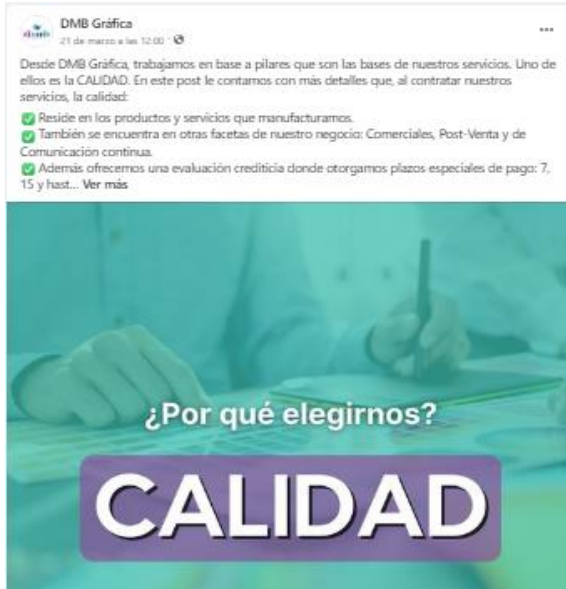 DMB Gráfica
21 de marzo a las 12:00 ·
Desde DMB Gráfica, trabajamos en base a pilares que son las bases de nuestros servicios. Uno de
ellos es la CALIDAD. En este post le contamos con más detalles que, al contratar nuestros
servicios, la calidad:
✅ Reside en los productos y servicios que manufacturamos.
✅ También se encuentra en otras facetas de nuestro negocio: Comerciales, Post-Venta y de
Comunicación continua.
✅ Además ofrecemos una evaluación crediticia donde otorgamos plazos especiales de pago: 7,
15 y hast... Ver más
¿Por qué elegirnos?
CALIDAD